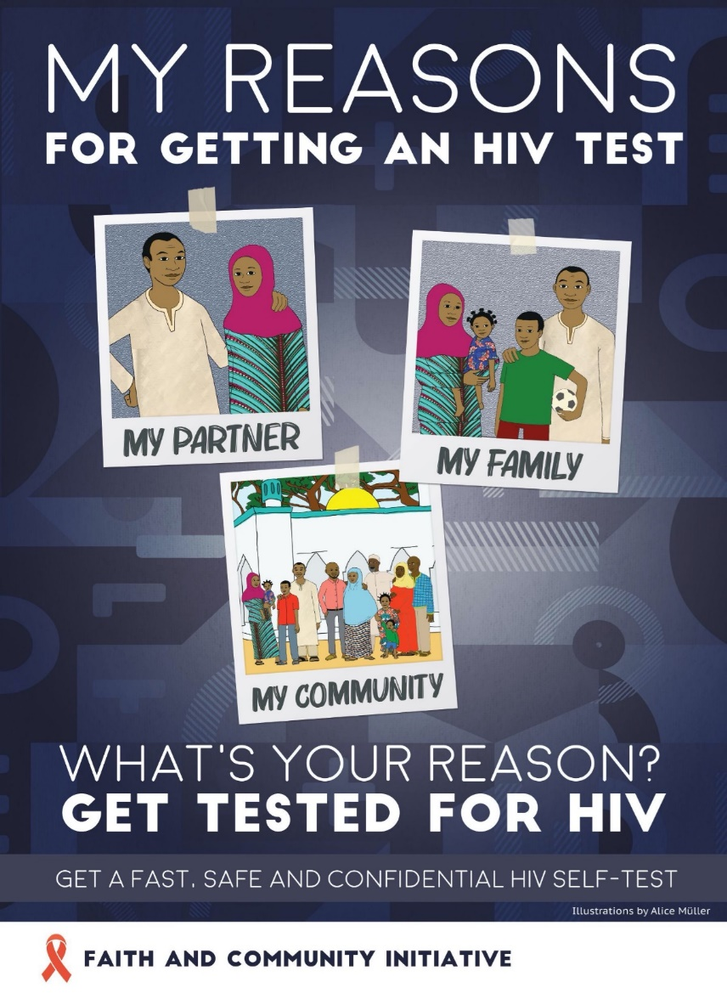 MY REASONS
FOR GETTING AN HIV TEST
MY PARTNER
MY FAMILY
MY COMMUNITY
WHAT'S YOUR REASON?
GET TESTED FOR HIV
GET A FAST, SAFE AND CONFIDENTIAL HIV SELF-TEST
Illustrations by Alice Müller
FAITH AND COMMUNITY INITIATIVE